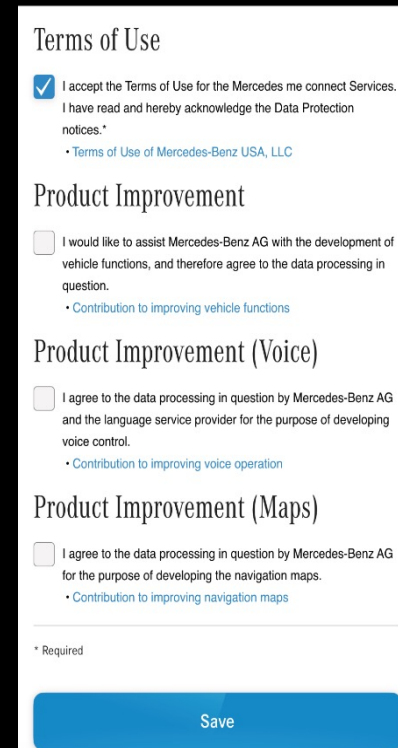 Terms of Use
I accept the Terms of Use for the Mercedes me connect Services.
I have read and hereby acknowledge the Data Protection
notices.*
• Terms of Use of Mercedes-Benz USA, LLC
Product Improvement
I would like to assist Mercedes-Benz AG with the development of
vehicle functions, and therefore agree to the data processing in
question.
• Contribution to improving vehicle functions
Product Improvement (Voice)
I agree to the data processing in question by Mercedes-Benz AG
and the language service provider for the purpose of developing
voice control.
• Contribution to improving voice operation
Product Improvement (Maps)
I agree to the data processing in question by Mercedes-Benz AG
for the purpose of developing the navigation maps.
• Contribution to improving navigation maps
* Required
Save